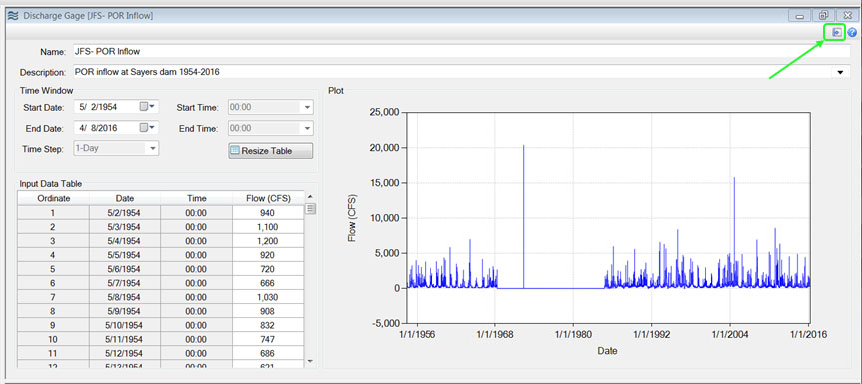 Discharge Gage [JFS- POR Inflow]
Name: JFS- POR Inflow
Description: POR inflow at Sayers dam 1954-2016
Time Window
Start Date: 5/ 2/1954 Start Time: 00:00
End Date: 4/ 8/2016 End Time: 00:00
Time Step: 1-Day Resize Table
Input Data Table
Ordinate Date Time Flow (CFS)
1 5/2/1954 00:00 940
2 5/3/1954 00:00 1,100
3 5/4/1954 00:00 1,200
4 5/5/1954 00:00 920
5 5/6/1954 00:00 720
6 5/7/1954 00:00 666
7 5/8/1954 00:00 1,030
8 5/9/1954 00:00 908
9 5/10/1954 00:00 832
10 5/11/1954 00:00 747
11 5/12/1954 00:00 686
12 5/13/1954 00:00 621
Plot
25,000
20,000
15,000
10,000
5,000
0
-5,000
Flow (CFS)
1/1/1956 1/1/1968 1/1/1980 1/1/1992 1/1/2004 1/1/2016
Date